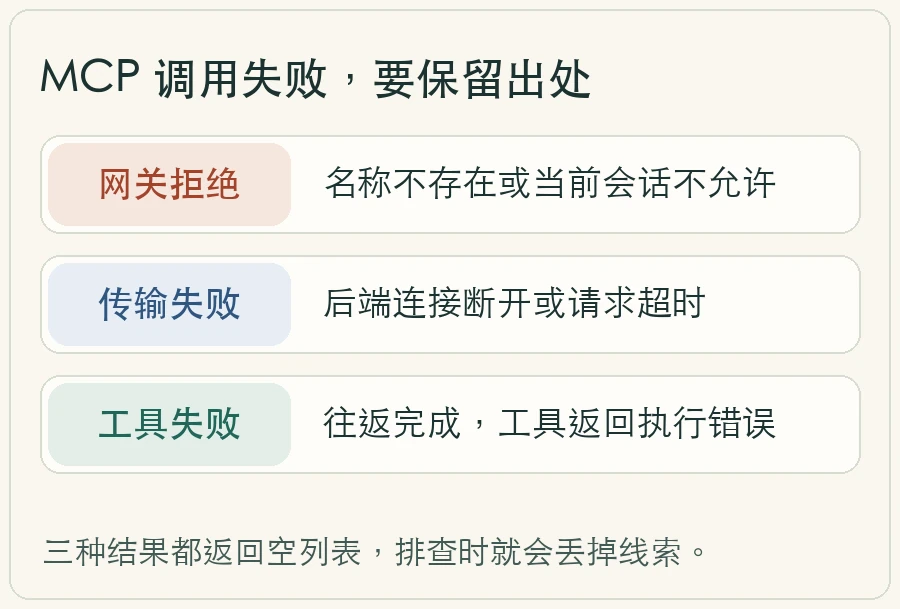 MCP 调用失败，要保留出处
网关拒绝 名称不存在或当前会话不允许
传输失败 后端连接断开或请求超时
工具失败 往返完成，工具返回执行错误
三种结果都返回空列表，排查时就会丢掉线索。